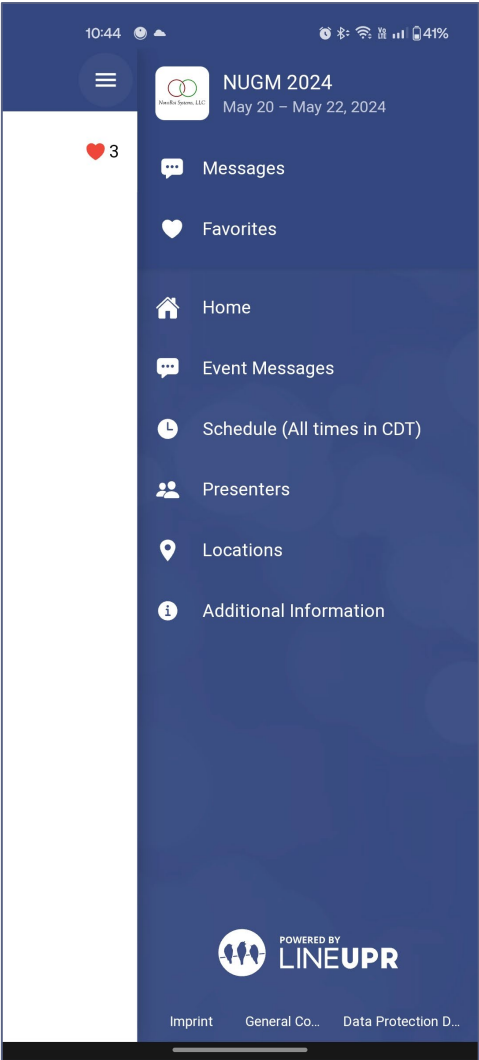 10:44
41%
NUGM 2024
May 20 – May 22, 2024
3
Messages
Favorites
Home
Event Messages
Schedule (All times in CDT)
Presenters
Locations
Additional Information
POWERED BY
LINEUPR
Imprint
General Co...
Data Protection D...